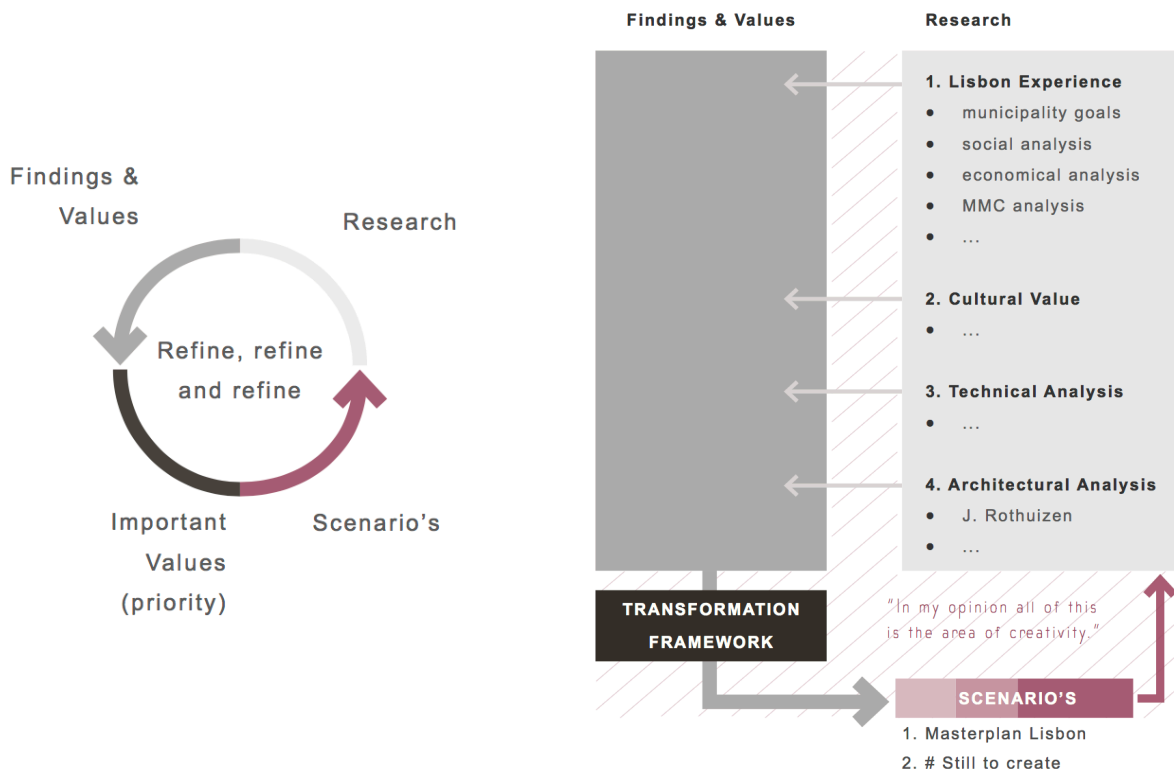 Findings &
Values
Research
Refine, refine
and refine
Important
Values
(priority)
Scenario's
Findings & Values
Research
1. Lisbon Experience
• municipality goals
• social analysis
• economical analysis
• MMC analysis
• ...
2. Cultural Value
• ...
3. Technical Analysis
• ...
4. Architectural Analysis
• J. Rothuizen
• ...
TRANSFORMATION
FRAMEWORK
"In my opinion all of this
is the area of creativity."
SCENARIO'S
1. Masterplan Lisbon
2. # Still to create